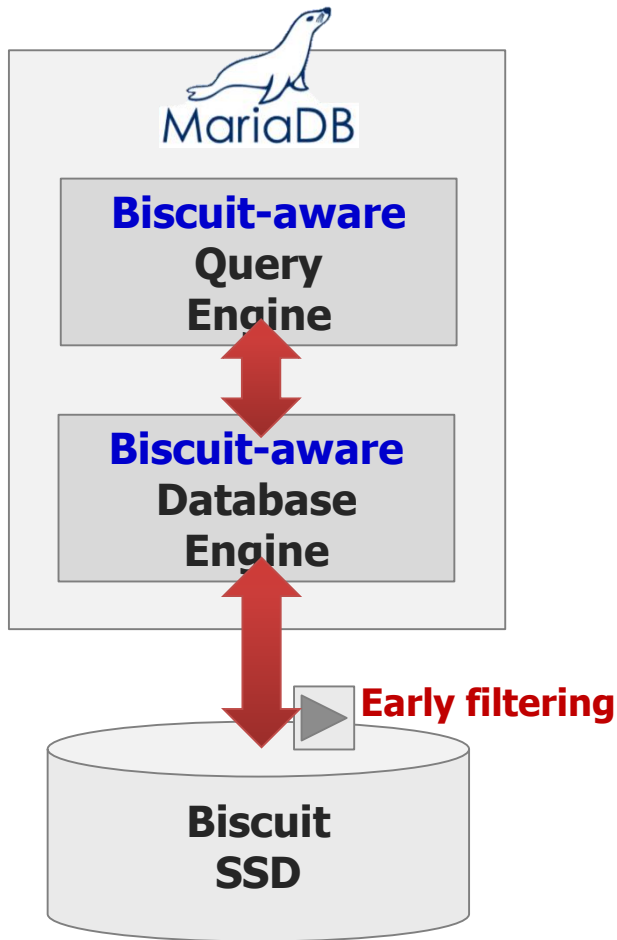 MariaDB
Biscuit-aware
Query
Engine
Biscuit-aware
Database
Engine
Early filtering
Biscuit
SSD